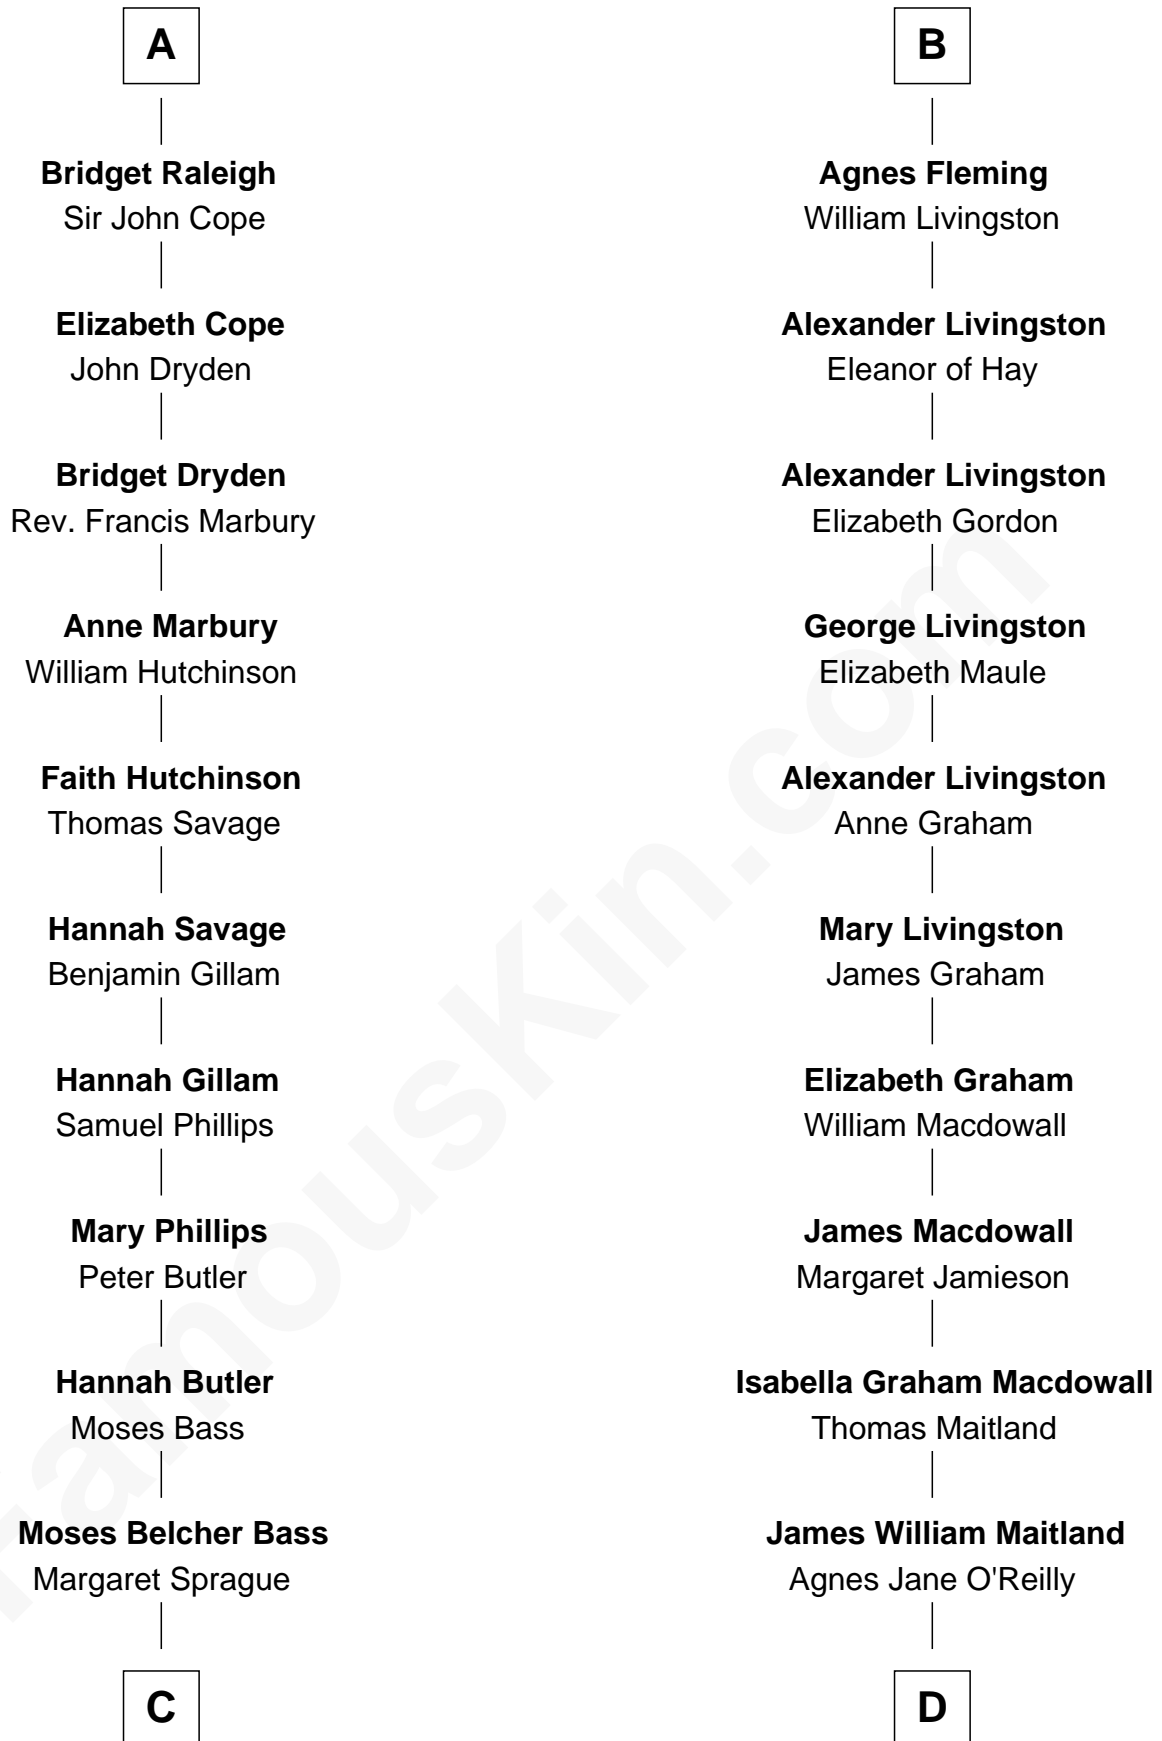 A
Bridget Raleigh
Sir John Cope
Elizabeth Cope
John Dryden
Bridget Dryden
Rev. Francis Marbury
Anne Marbury
William Hutchinson
Faith Hutchinson
Thomas Savage
Hannah Savage
Benjamin Gillam
Hannah Gillam
Samuel Phillips
Mary Phillips
Peter Butler
Hannah Butler
Moses Bass
Moses Belcher Bass
Margaret Sprague
C
B
Agnes Fleming
William Livingston
Alexander Livingston
Eleanor of Hay
Alexander Livingston
Elizabeth Gordon
George Livingston
Elizabeth Maule
Alexander Livingston
Anne Graham
Mary Livingston
James Graham
Elizabeth Graham
William Macdowall
James Macdowall
Margaret Jamieson
Isabella Graham Macdowall
Thomas Maitland
James William Maitland
Agnes Jane O'Reilly
D
FamousKin.com